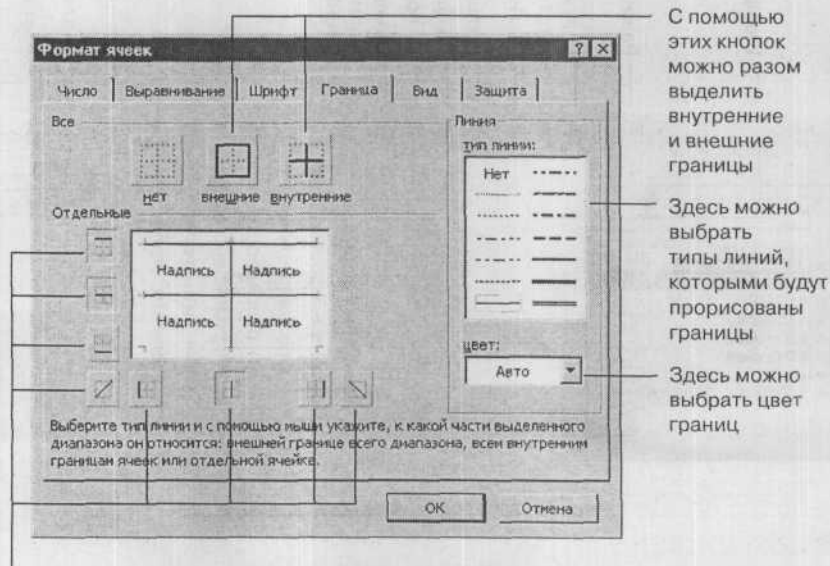 С помощью
этих кнопок
можно разом
выделить
внутренние
и внешние
границы
Формат ячеек
Число Выравнивание Шрифт Граница Вид Защита
Все
нет внешние внутренние
Линия
тип линии:
Нет
Здесь можно
выбрать
типы линий,
которыми будут
прорисованы
границы
Отдельные
Надпись Надпись
Надпись Надпись
цвет:
Авто
Здесь можно
выбрать цвет
границ
Выберите тип линии и с помощью мыши укажите, к какой части выделенного
диапазона он относится: внешней границе всего диапазона, всем внутренним
границам ячеек или отдельной ячейке.
ОК Отмена